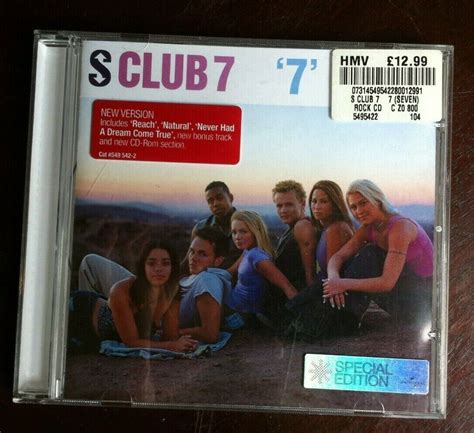 S CLUB 7 '7'
HMV £12.99
07314549542280012991
S CLUB 7 7 (SEVEN)
ROCK CD C ZO 800
5495422 104
NEW VERSION
Includes 'Reach', 'Natural', 'Never Had
A Dream Come True', new bonus track
and new CD-Rom section.
Cat #549 542-2
SPECIAL
EDITION